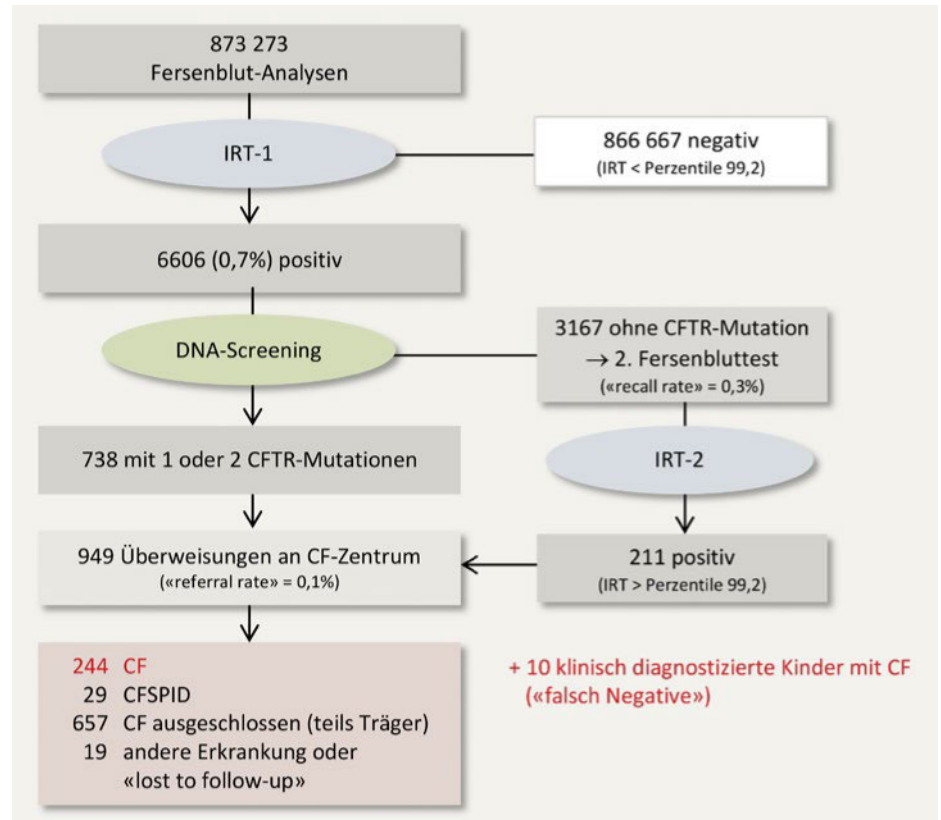 873 273
Fersenblut-Analysen
IRT-1
866 667 negativ
(IRT < Perzentile 99,2)
6606 (0,7%) positiv
DNA-Screening
3167 ohne CFTR-Mutation
→ 2. Fersenbluttest
(«recall rate» = 0,3%)
738 mit 1 oder 2 CFTR-Mutationen
IRT-2
949 Überweisungen an CF-Zentrum
(«referral rate» = 0,1%)
211 positiv
(IRT > Perzentile 99,2)
244 CF
29 CFSPID
657 CF ausgeschlossen (teils Träger)
19 andere Erkrankung oder
«lost to follow-up»
+ 10 klinisch diagnostizierte Kinder mit CF
(«falsch Negative»)